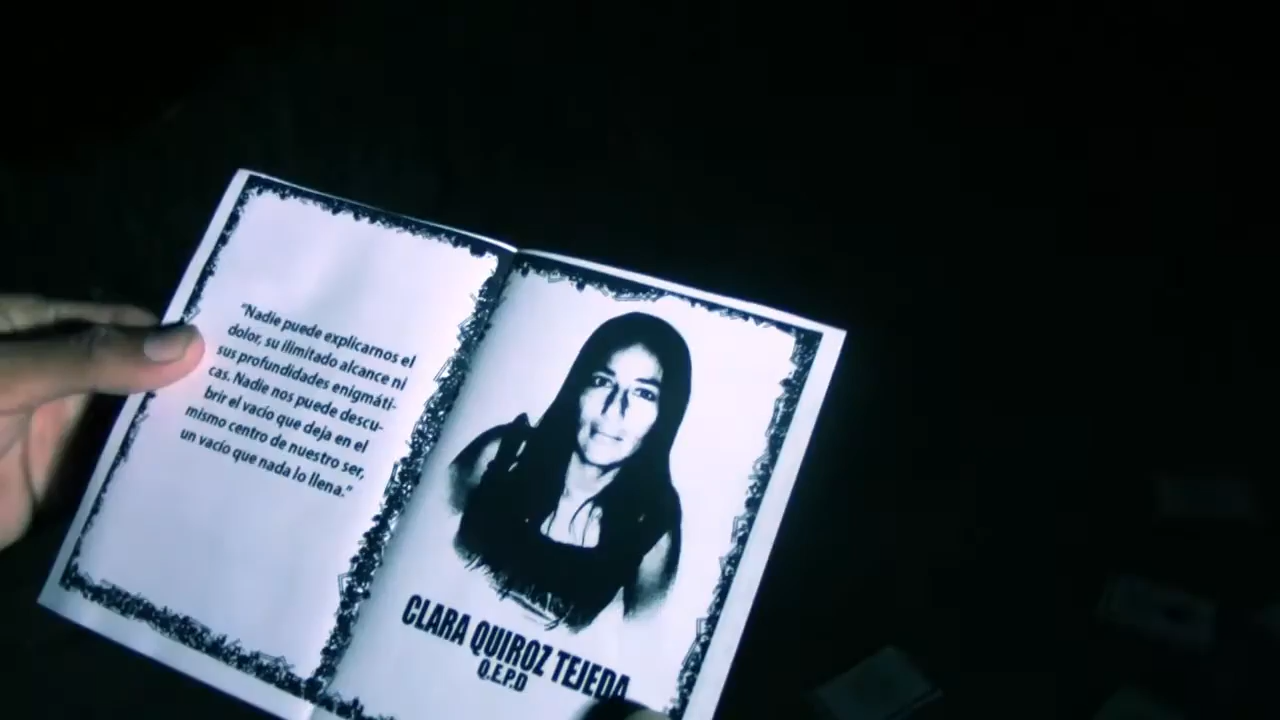 “Nadie puede explicarnos el
dolor, su ilimitado alcance ni
sus profundidades enigmáti-
cas. Nadie nos puede descu-
brir el vacío que deja en el
mismo centro de nuestro ser,
un vacío que nada lo llena.”
CLARA QUIROZ TEJEDA
Q.E.P.D